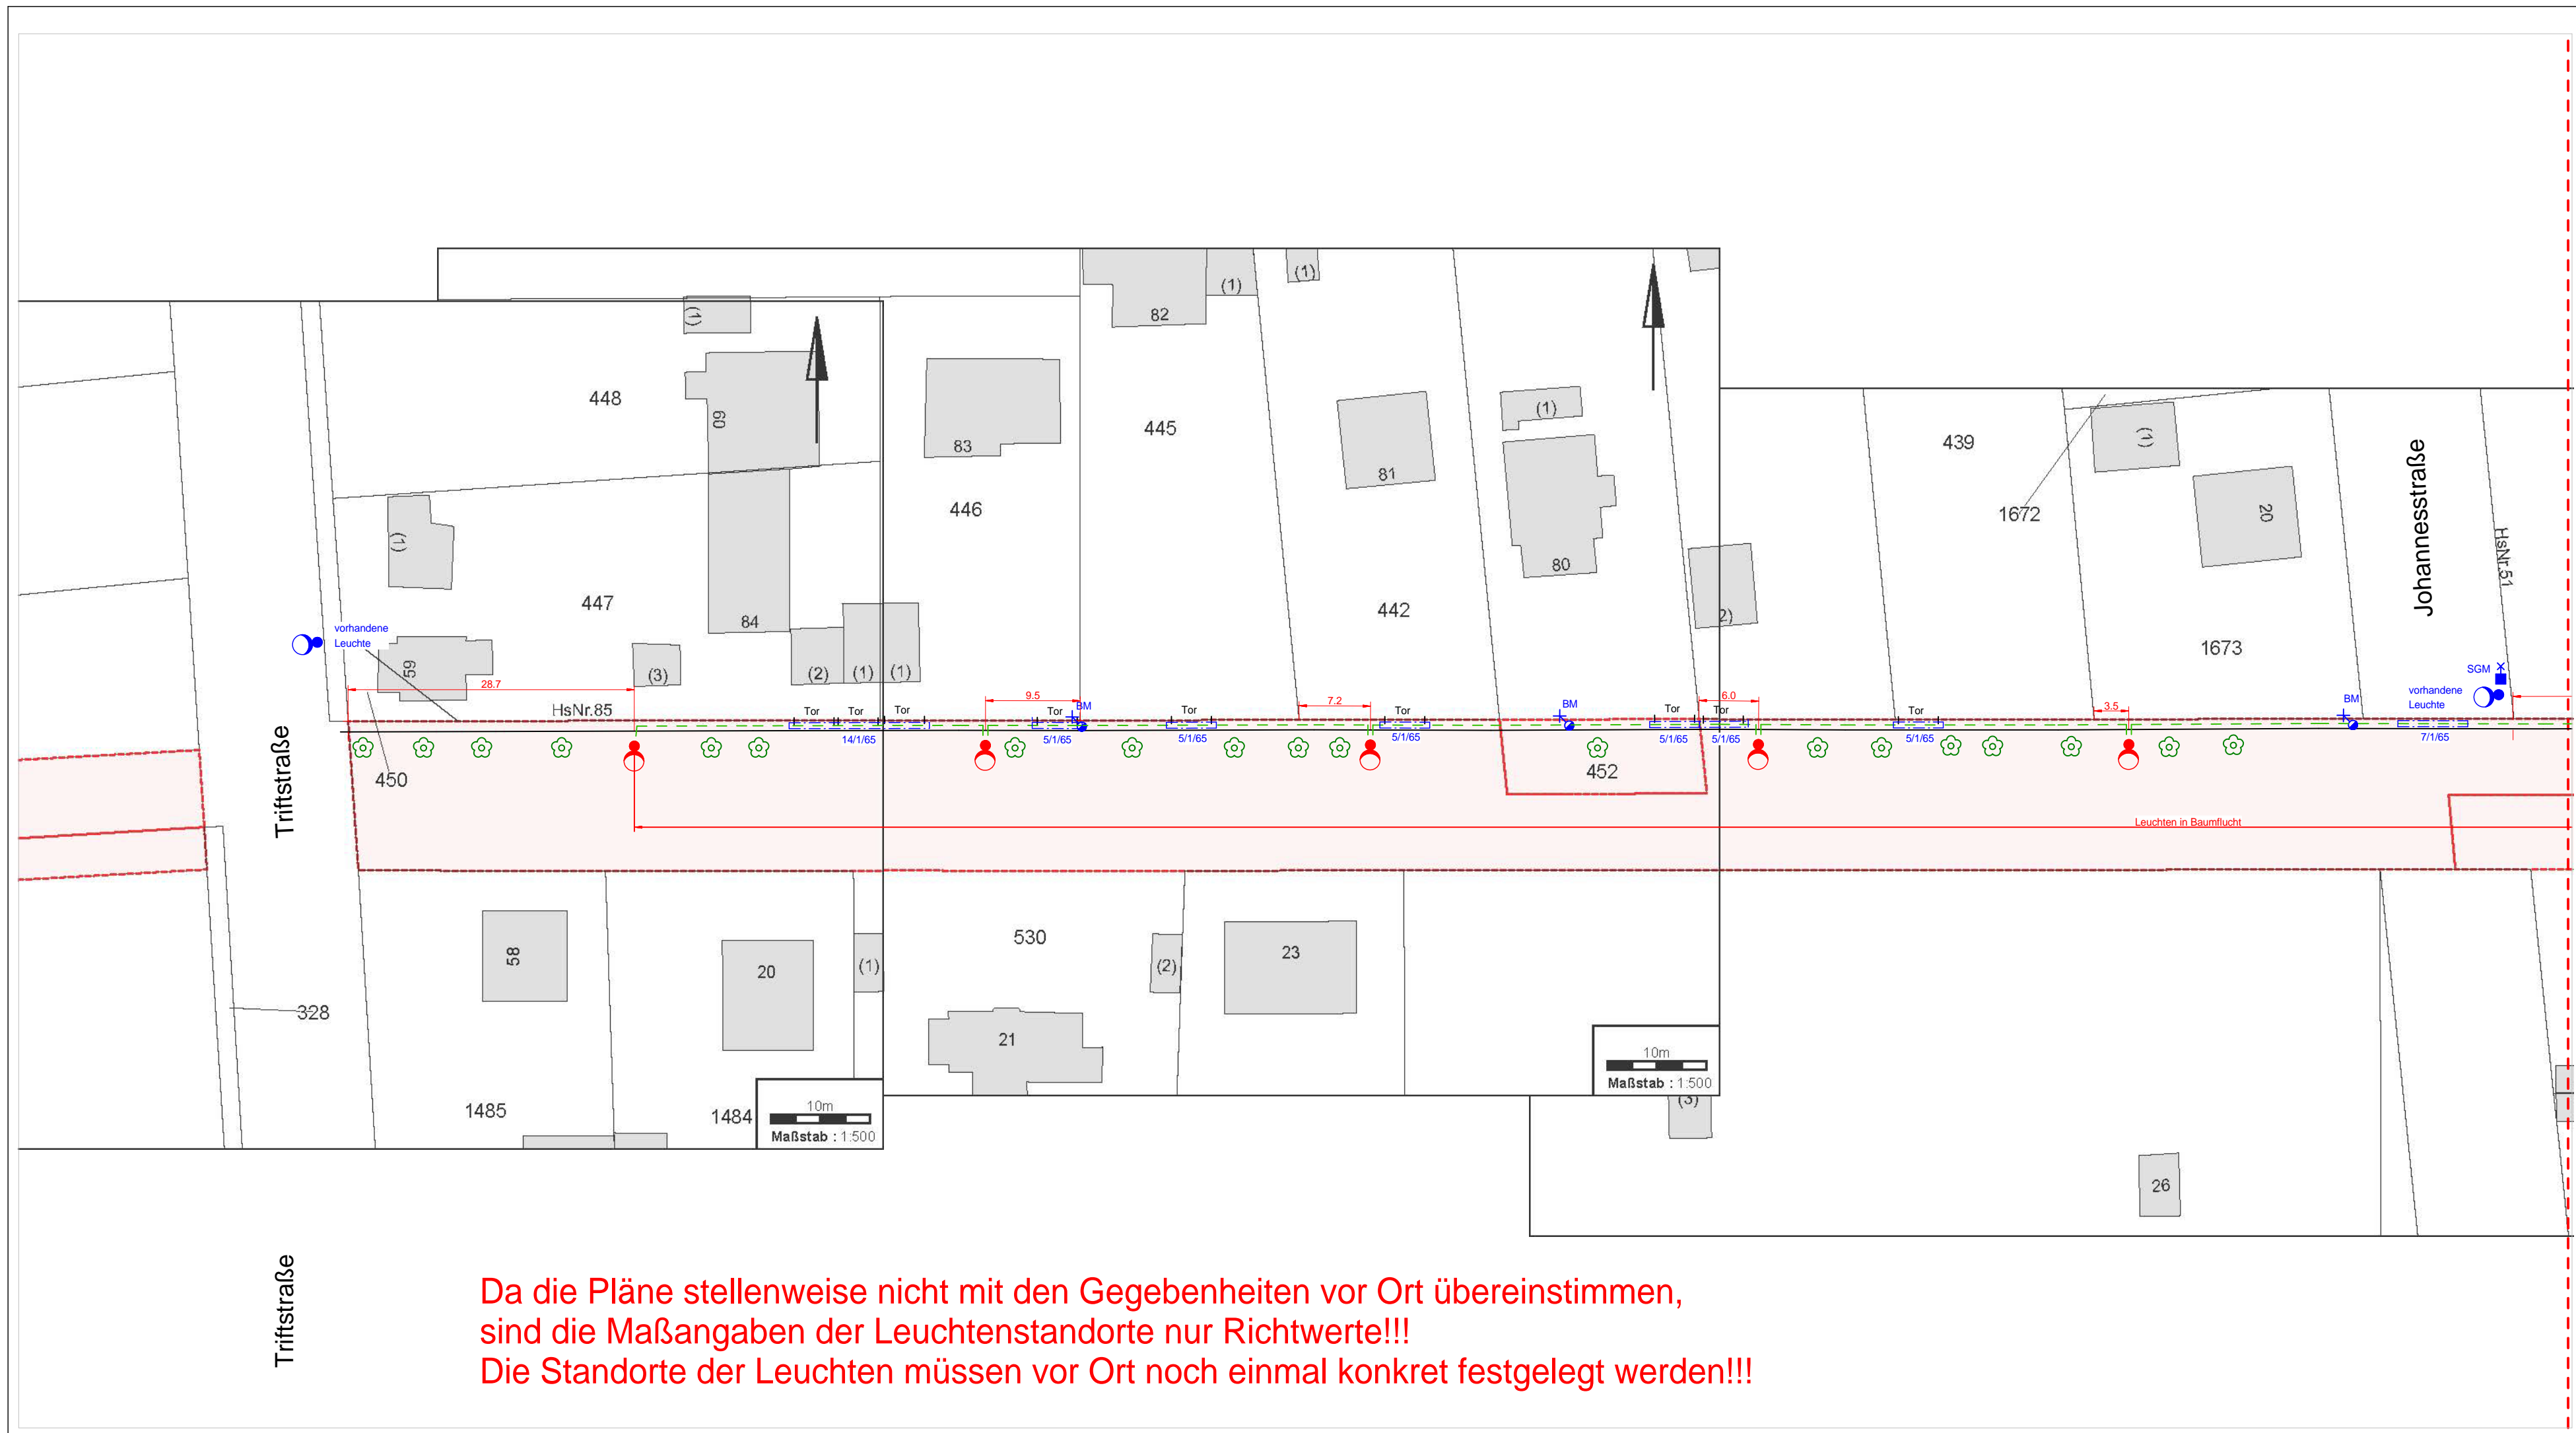 (1)
(1)
(1)
82
448
60
83
445
(1)
81
439
(1)
1672
20
Johannesstraße
HsNr.51
446
80
(1)
447
84
442
(2)
1673
vorhandene
Leuchte
59
(3)
(2)
(1)
(1)
SGM
vorhandene
Leuchte
28.7
9.5
7.2
6.0
3.5
HsNr.85
Tor
Tor
Tor
Tor
BM
Tor
Tor
BM
Tor
Tor
Tor
BM
14/1/65
5/1/65
5/1/65
5/1/65
5/1/65
5/1/65
5/1/65
7/1/65
450
452
Triftstraße
Leuchten in Baumflucht
58
20
(1)
530
(2)
23
328
21
1485
1484
10m
Maßstab : 1:500
10m
Maßstab : 1:500
(3)
26
Triftstraße
Da die Pläne stellenweise nicht mit den Gegebenheiten vor Ort übereinstimmen,
sind die Maßangaben der Leuchtenstandorte nur Richtwerte!!!
Die Standorte der Leuchten müssen vor Ort noch einmal konkret festgelegt werden!!!